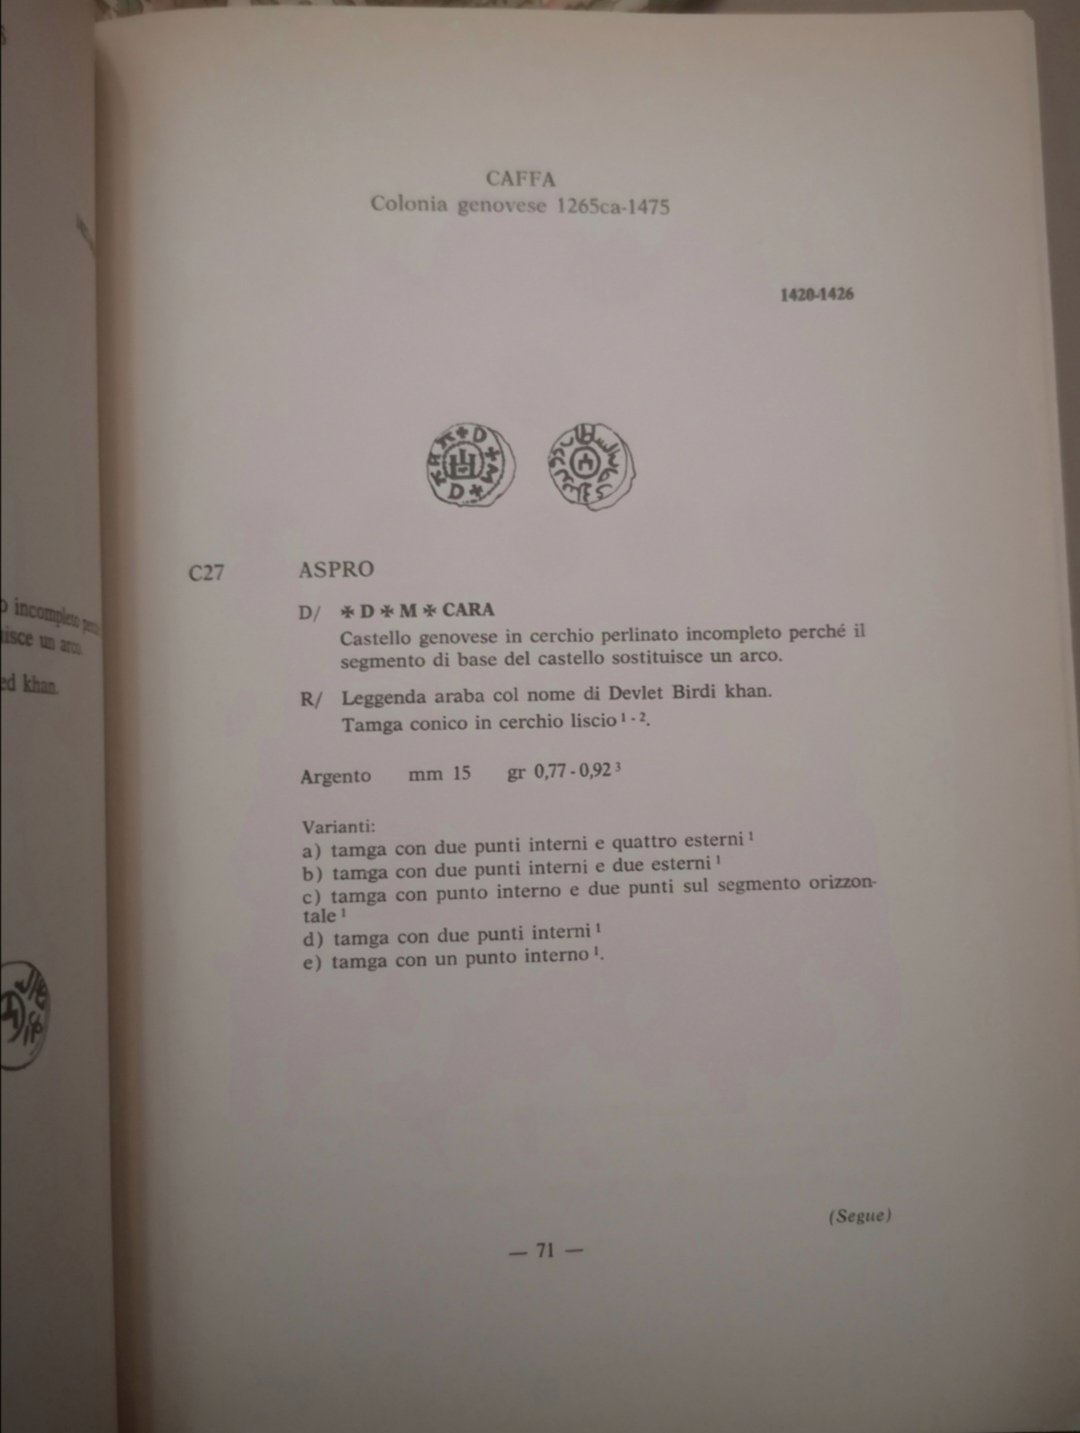 CAFFA
Colonia genovese 1265ca-1475
1420-1426
C27 ASPRO
D/ ✠ D ✠ M ✠ CARA
Castello genovese in cerchio perlinato incompleto perché il
segmento di base del castello sostituisce un arco.
R/ Leggenda araba col nome di Devlet Birdi khan.
Tamga conico in cerchio liscio ¹ - ².
Argento mm 15 gr 0,77 - 0,92 ³
Varianti:
a) tamga con due punti interni e quattro esterni ¹
b) tamga con due punti interni e due esterni ¹
c) tamga con punto interno e due punti sul segmento orizzon-
tale ¹
d) tamga con due punti interni ¹
e) tamga con un punto interno ¹.
(Segue)
— 71 —
incompleto
un arco.
khan.